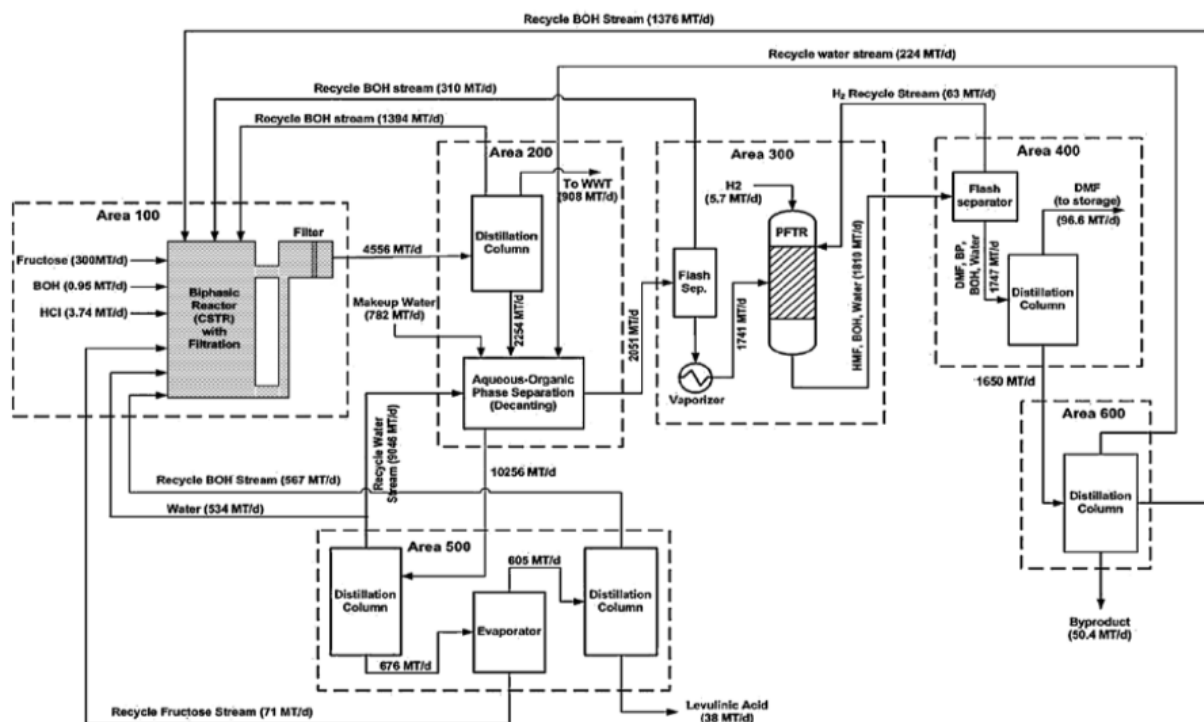 Recycle BOH Stream (1376 MT/d)
Recycle water stream (224 MT/d)
Recycle BOH stream (310 MT/d)
H₂ Recycle Stream (63 MT/d)
Recycle BOH stream (1394 MT/d)
Area 200
Area 300
Area 400
To WWT
(908 MT/d)
H2
(5.7 MT/d)
Flash
separator
DMF
(to storage)
(96.6 MT/d)
Area 100
Filter
4556 MT/d
Distillation
Column
PFTR
Fructose (300MT/d)
BOH (0.95 MT/d)
HCl (3.74 MT/d)
Biphasic
Reactor
(CSTR)
with
Filtration
Flash
Sep.
Distillation
Column
DMF, BP,
BOH, Water
1747 MT/d
Makeup Water
(782 MT/d)
2254 MT/d
2051 MT/d
1741 MT/d
HMF, BOH, Water (1810 MT/d)
Vaporizer
Aqueous-Organic
Phase Separation
(Decanting)
1650 MT/d
Area 600
Recycle Water
Stream (9046 MT/d)
10256 MT/d
Recycle BOH Stream (567 MT/d)
Water (534 MT/d)
Distillation
Column
Area 500
605 MT/d
Distillation
Column
Evaporator
Distillation
Column
676 MT/d
Byproduct
(50.4 MT/d)
Recycle Fructose Stream (71 MT/d)
Levulinic Acid
(38 MT/d)